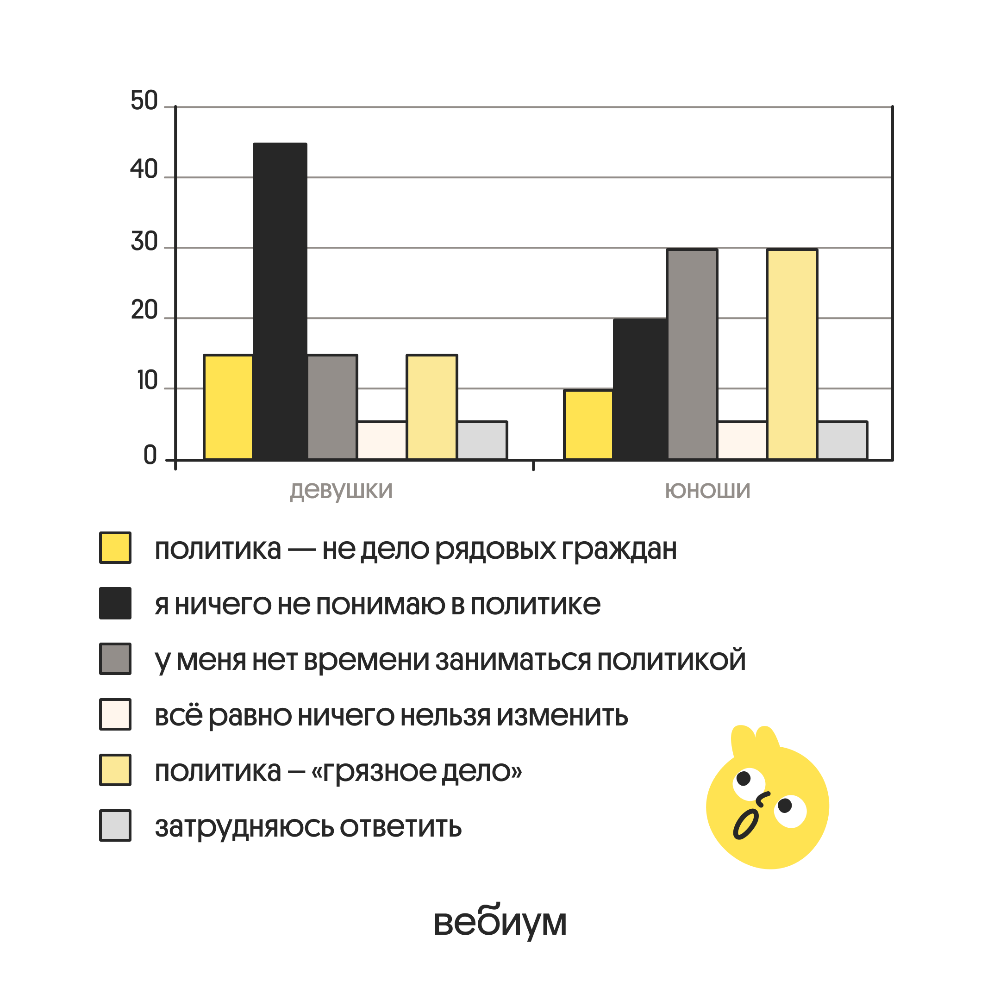 50
40
30
20
10
0
девушки
юноши
политика — не дело рядовых граждан
я ничего не понимаю в политике
у меня нет времени заниматься политикой
всё равно ничего нельзя изменить
политика – «грязное дело»
затрудняюсь ответить
вебиум